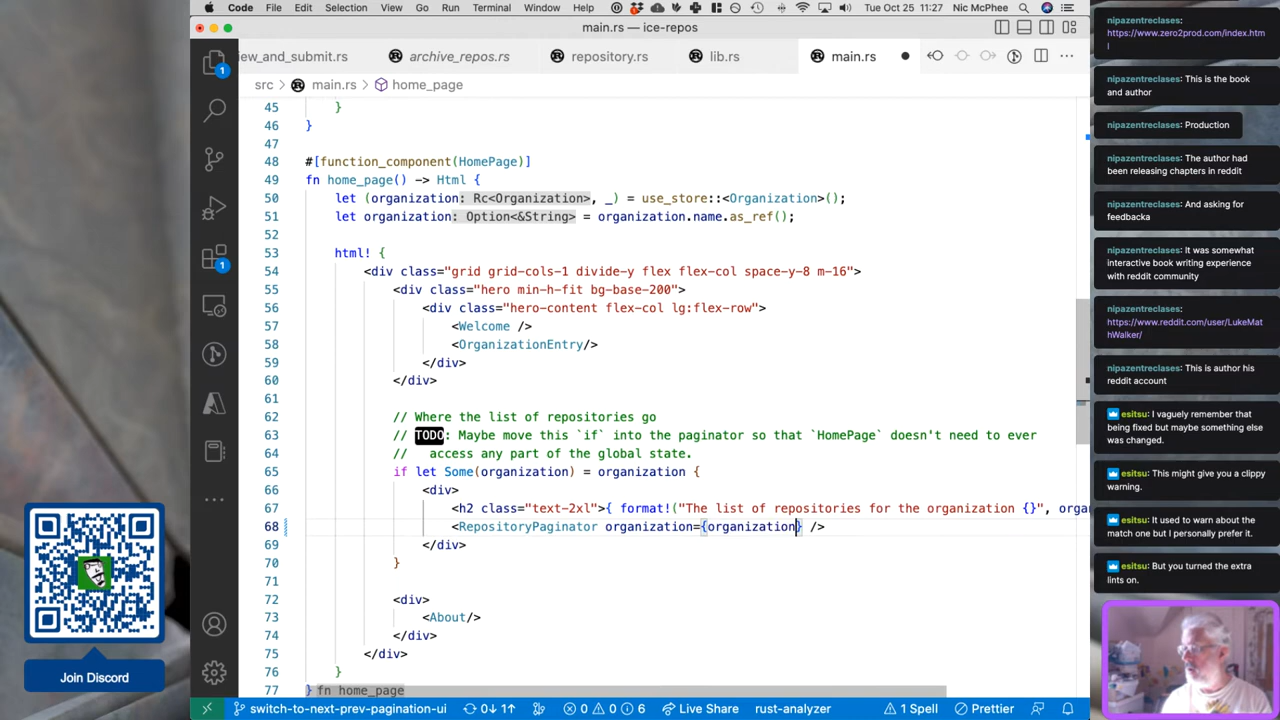 Code File Edit Selection View Go Run Terminal Window Help Tue Oct 25 11:27 Nic McPhee
main.rs — ice-repos
iew_and_submit.rs archive_repos.rs repository.rs lib.rs main.rs
src main.rs home_page
45 }
46 }
47
48 #[function_component(HomePage)]
49 fn home_page() -> Html {
50 let (organization: Rc<Organization>, _) = use_store::<Organization>();
51 let organization: Option<&String> = organization.name.as_ref();
52
53 html! {
54 <div class="grid grid-cols-1 divide-y flex flex-col space-y-8 m-16">
55 <div class="hero min-h-fit bg-base-200">
56 <div class="hero-content flex-col lg:flex-row">
57 <Welcome />
58 <OrganizationEntry/>
59 </div>
60 </div>
61
62 // Where the list of repositories go
63 // TODO: Maybe move this `if` into the paginator so that `HomePage` doesn't need to ever
64 // access any part of the global state.
65 if let Some(organization) = organization {
66 <div>
67 <h2 class="text-2xl">{ format!("The list of repositories for the organization {}", orga
68 <RepositoryPaginator organization={organization} />
69 </div>
70 }
71
72 <div>
73 <About/>
74 </div>
75 </div>
76 }
77 } fn home_page
switch-to-next-prev-pagination-ui 0↓ 1↑ 0 0 6 Live Share rust-analyzer 1 Spell Prettier
1
1
Join Discord
nipazentreclases:
https://www.zero2prod.com/index.htm
l
nipazentreclases: This is the book
and author
nipazentreclases: Production
nipazentreclases: The author had
been releasing chapters in reddit
nipazentreclases: And asking for
feedbacka
nipazentreclases: It was somewhat
interactive book writing experience
with reddit community
nipazentreclases:
https://www.reddit.com/user/LukeMat
hWalker/
nipazentreclases: This is author his
reddit account
esitsu: I vaguely remember that
being fixed but maybe something else
was changed.
esitsu: This might give you a clippy
warning.
esitsu: It used to warn about the
match one but I personally prefer it.
esitsu: But you turned the extra
lints on.